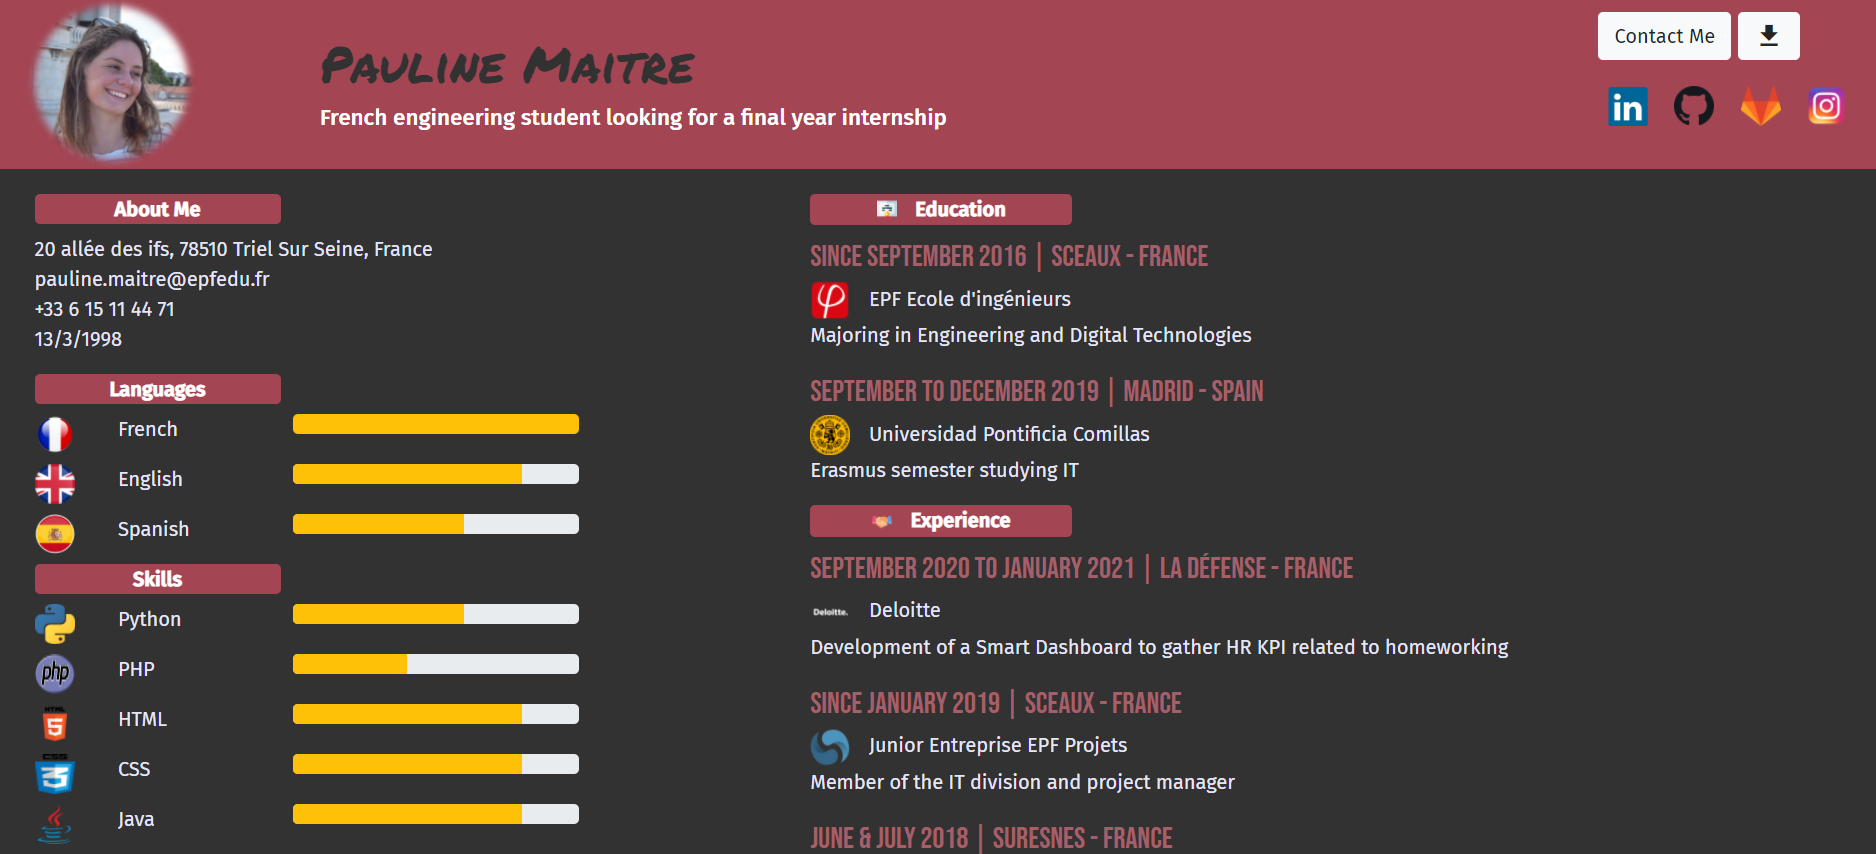 Pauline Maitre
French engineering student looking for a final year internship
Contact Me
in
About Me
20 allée des ifs, 78510 Triel Sur Seine, France
pauline.maitre@epfedu.fr
+33 6 15 11 44 71
13/3/1998
Languages
French
English
Spanish
Skills
Python
php PHP
HTML 5 HTML
CSS 3 CSS
Java
Education
SINCE SEPTEMBER 2016 | SCEAUX - FRANCE
EPF Ecole d'ingénieurs
Majoring in Engineering and Digital Technologies
SEPTEMBER TO DECEMBER 2019 | MADRID - SPAIN
Universidad Pontificia Comillas
Erasmus semester studying IT
Experience
SEPTEMBER 2020 TO JANUARY 2021 | LA DÉFENSE - FRANCE
Deloitte. Deloitte
Development of a Smart Dashboard to gather HR KPI related to homeworking
SINCE JANUARY 2019 | SCEAUX - FRANCE
Junior Entreprise EPF Projets
Member of the IT division and project manager
JUNE & JULY 2018 | SURESNES - FRANCE